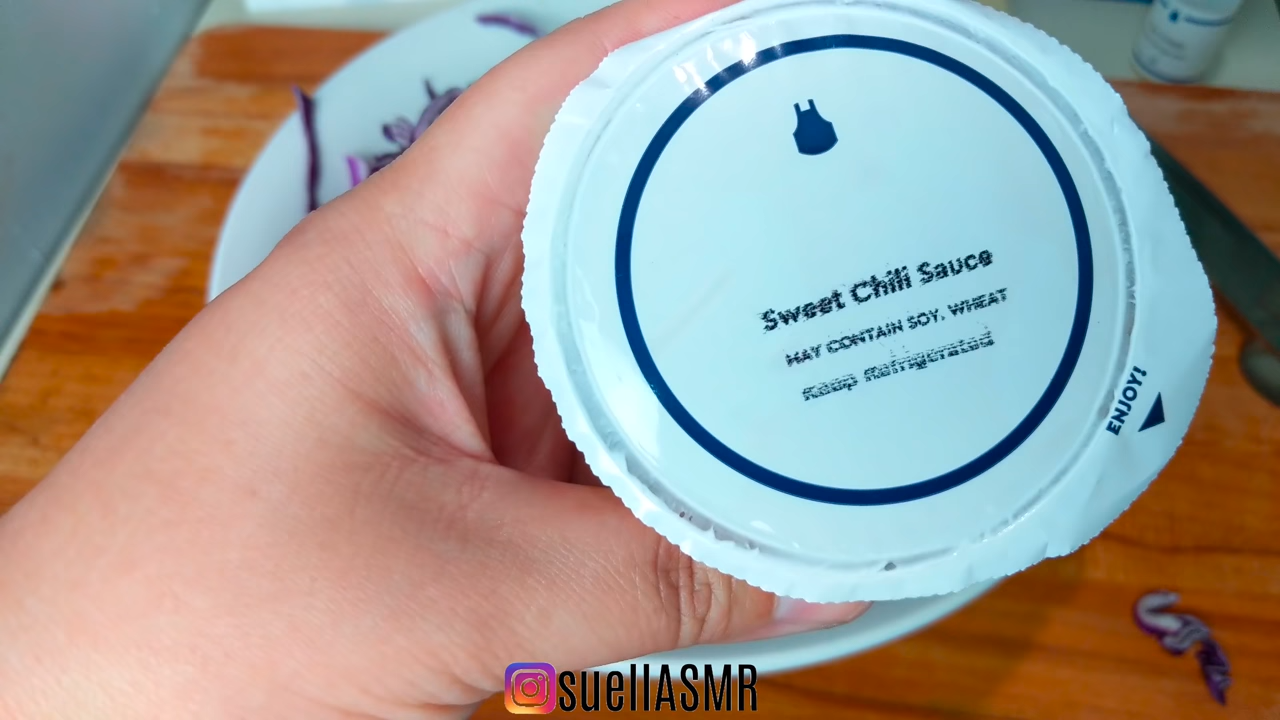 Sweet Chili Sauce
MAY CONTAIN SOY, WHEAT
Keep Refrigerated
ENJOY!
suellASMR